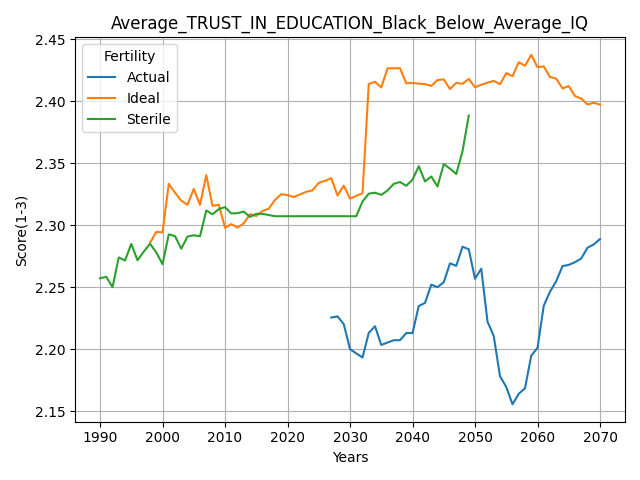 Average_TRUST_IN_EDUCATION_Black_Below_Average_IQ
Score(1-3)
2.45
2.40
2.35
2.30
2.25
2.20
2.15
Fertility
Actual
Ideal
Sterile
1990 2000 2010 2020 2030 2040 2050 2060 2070
Years